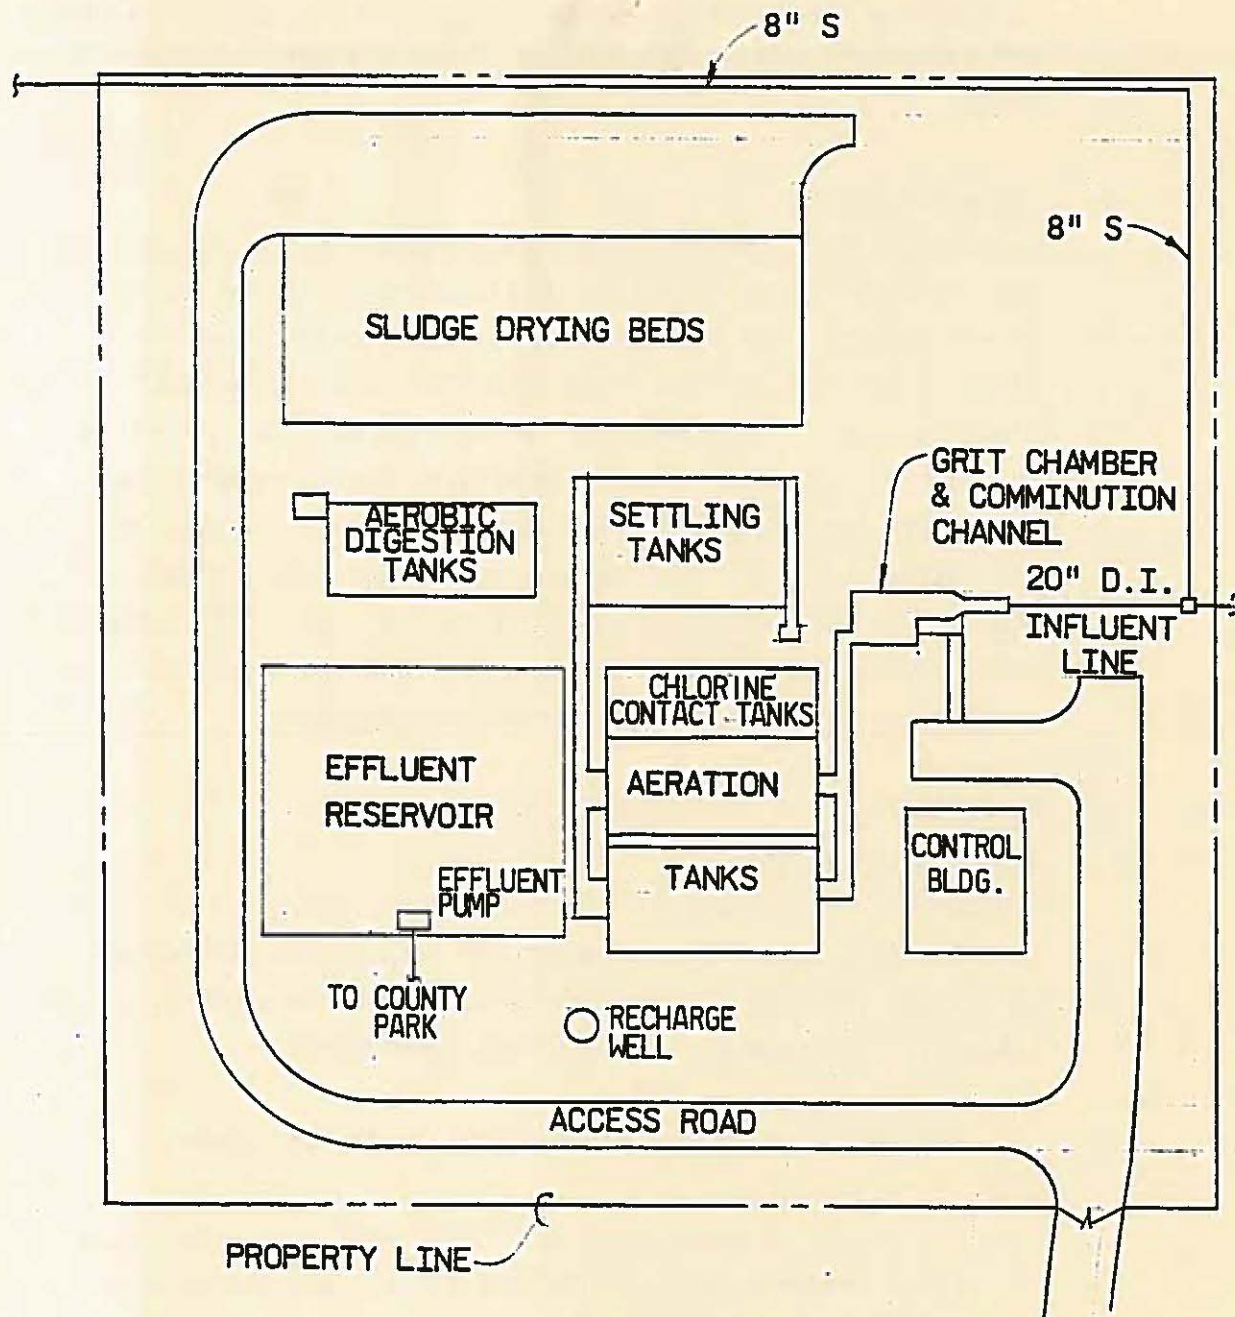 8" S
8" S
SLUDGE DRYING BEDS
GRIT CHAMBER
& COMMINUTION
CHANNEL
AEROBIC
DIGESTION
TANKS
SETTLING
TANKS
20" D.I.
INFLUENT
LINE
CHLORINE
CONTACT TANKS
EFFLUENT
RESERVOIR
AERATION
TANKS
CONTROL
BLDG.
EFFLUENT
PUMP
TO COUNTY
PARK
RECHARGE
WELL
ACCESS ROAD
PROPERTY LINE